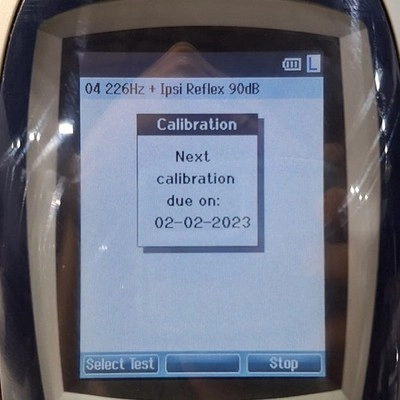 L
04 226Hz + Ipsi Reflex 90dB
Calibration
Next
calibration
due on:
02-02-2023
Select Test
Stop